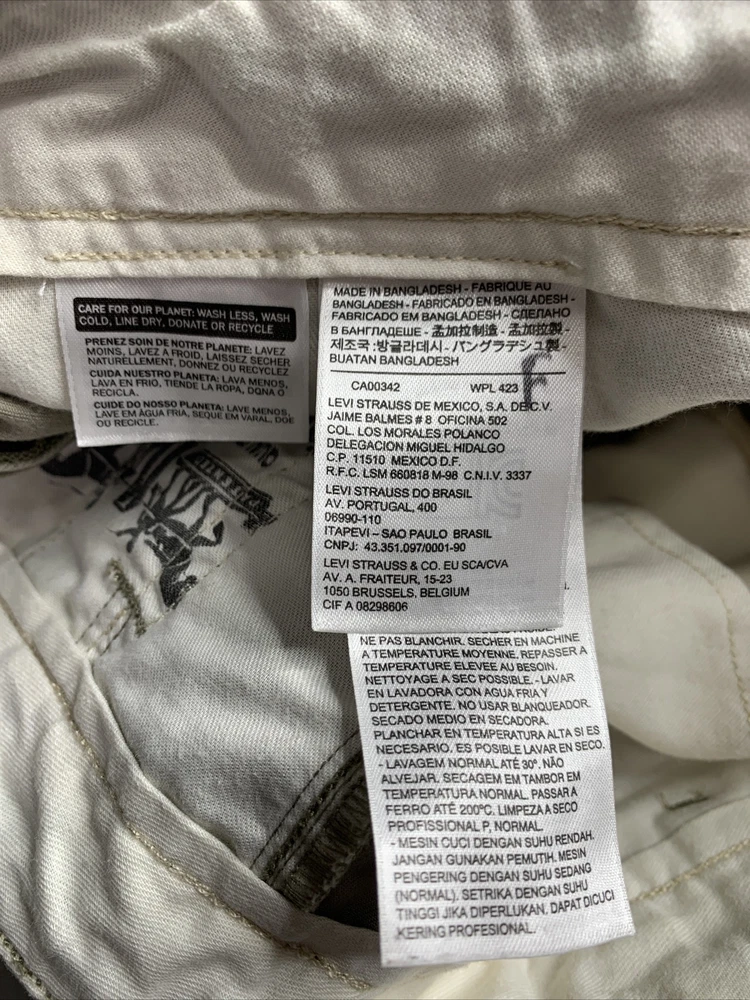 CARE FOR OUR PLANET: WASH LESS, WASH
COLD, LINE DRY, DONATE OR RECYCLE
PRENEZ SOIN DE NOTRE PLANETE: LAVEZ
MOINS, LAVEZ A FROID, LAISSEZ SECHER
NATURELLEMENT, DONNEZ OU RECYCLEZ
CUIDA NUESTRO PLANETA: LAVA MENOS,
LAVA EN FRIO, TIENDE LA ROPA, DONA O
RECICLA.
CUIDE DO NOSSO PLANETA: LAVE MENOS,
LAVE EM ÁGUA FRIA, SEQUE EM VARAL, DOE
OU RECICLE.
MADE IN BANGLADESH - FABRIQUE AU
BANGLADESH - FABRICADO EN BANGLADESH -
FABRICADO EM BANGLADESH - СДЕЛАНО
В БАНГЛАДЕШЕ - 孟加拉制造 - 孟加拉製 -
제조국 :방글라데시 - バングラデシュ製 -
BUATAN BANGLADESH
CA00342 WPL 423
F
LEVI STRAUSS DE MEXICO, S.A. DE C.V.
JAIME BALMES # 8 OFICINA 502
COL. LOS MORALES POLANCO
DELEGACION MIGUEL HIDALGO
C.P. 11510 MEXICO D.F.
R.F.C. LSM 660818 M-98 C.N.I.V. 3337
LEVI STRAUSS DO BRASIL
AV. PORTUGAL, 400
06990-110
ITAPEVI – SAO PAULO BRASIL
CNPJ: 43.351.097/0001-90
LEVI STRAUSS & CO. EU SCA/CVA
AV. A. FRAITEUR, 15-23
1050 BRUSSELS, BELGIUM
CIF A 08298606
NE PAS BLANCHIR. SECHER EN MACHINE
A TEMPERATURE MOYENNE. REPASSER A
TEMPERATURE ELEVEE AU BESOIN.
NETTOYAGE A SEC POSSIBLE. - LAVAR
EN LAVADORA CON AGUA FRIA Y
DETERGENTE. NO USAR BLANQUEADOR.
SECADO MEDIO EN SECADORA.
PLANCHAR EN TEMPERATURA ALTA SI ES
NECESARIO. ES POSIBLE LAVAR EN SECO.
- LAVAGEM NORMAL ATÉ 30°. NÃO
ALVEJAR. SECAGEM EM TAMBOR EM
TEMPERATURA NORMAL. PASSAR A
FERRO ATÉ 200ºC. LIMPEZA A SECO
PROFISSIONAL P, NORMAL.
- MESIN CUCI DENGAN SUHU RENDAH.
JANGAN GUNAKAN PEMUTIH. MESIN
PENGERING DENGAN SUHU SEDANG
(NORMAL). SETRIKA DENGAN SUHU
TINGGI JIKA DIPERLUKAN. DAPAT DICUCI
KERING PROFESIONAL.